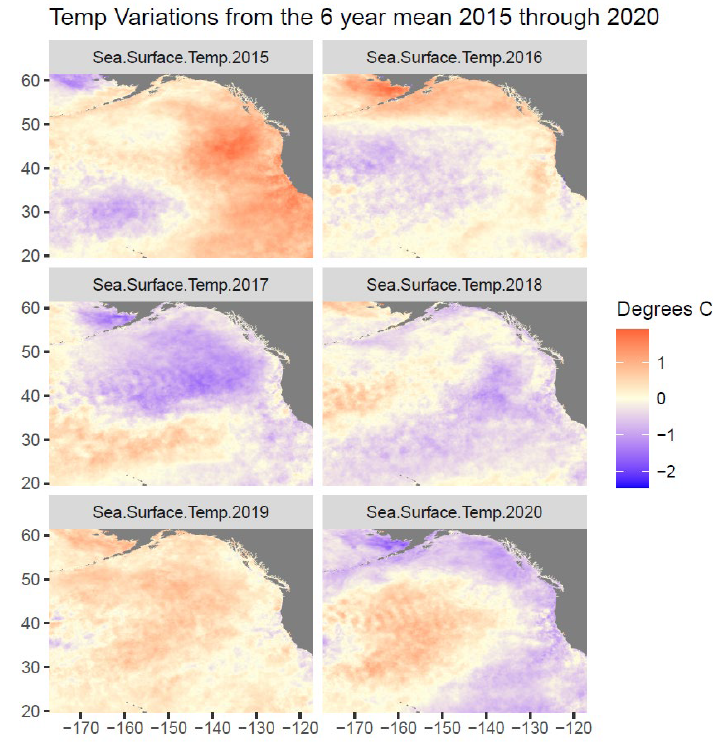 Temp Variations from the 6 year mean 2015 through 2020
Sea.Surface.Temp.2015
Sea.Surface.Temp.2016
60
50
40
30
20
Sea.Surface.Temp.2017
Sea.Surface.Temp.2018
60
50
40
30
20
Degrees C
1
0
−1
−2
Sea.Surface.Temp.2019
Sea.Surface.Temp.2020
60
50
40
30
20
−170 −160 −150 −140 −130 −120
−170 −160 −150 −140 −130 −120